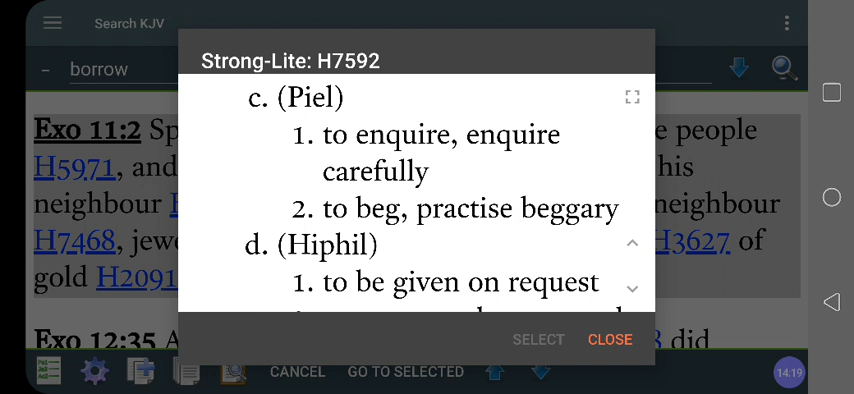 Search KJV
Strong-Lite: H7592
- borrow
c. (Piel)
1. to enquire, enquire
carefully
2. to beg, practise beggary
d. (Hiphil)
1. to be given on request
Exo 11:2 e people
H5971, and his
neighbour neighbour
H7468, H3627 of
gold H2091
Exo 12:35 A did
SELECT CLOSE
CANCEL GO TO SELECTED 14:19